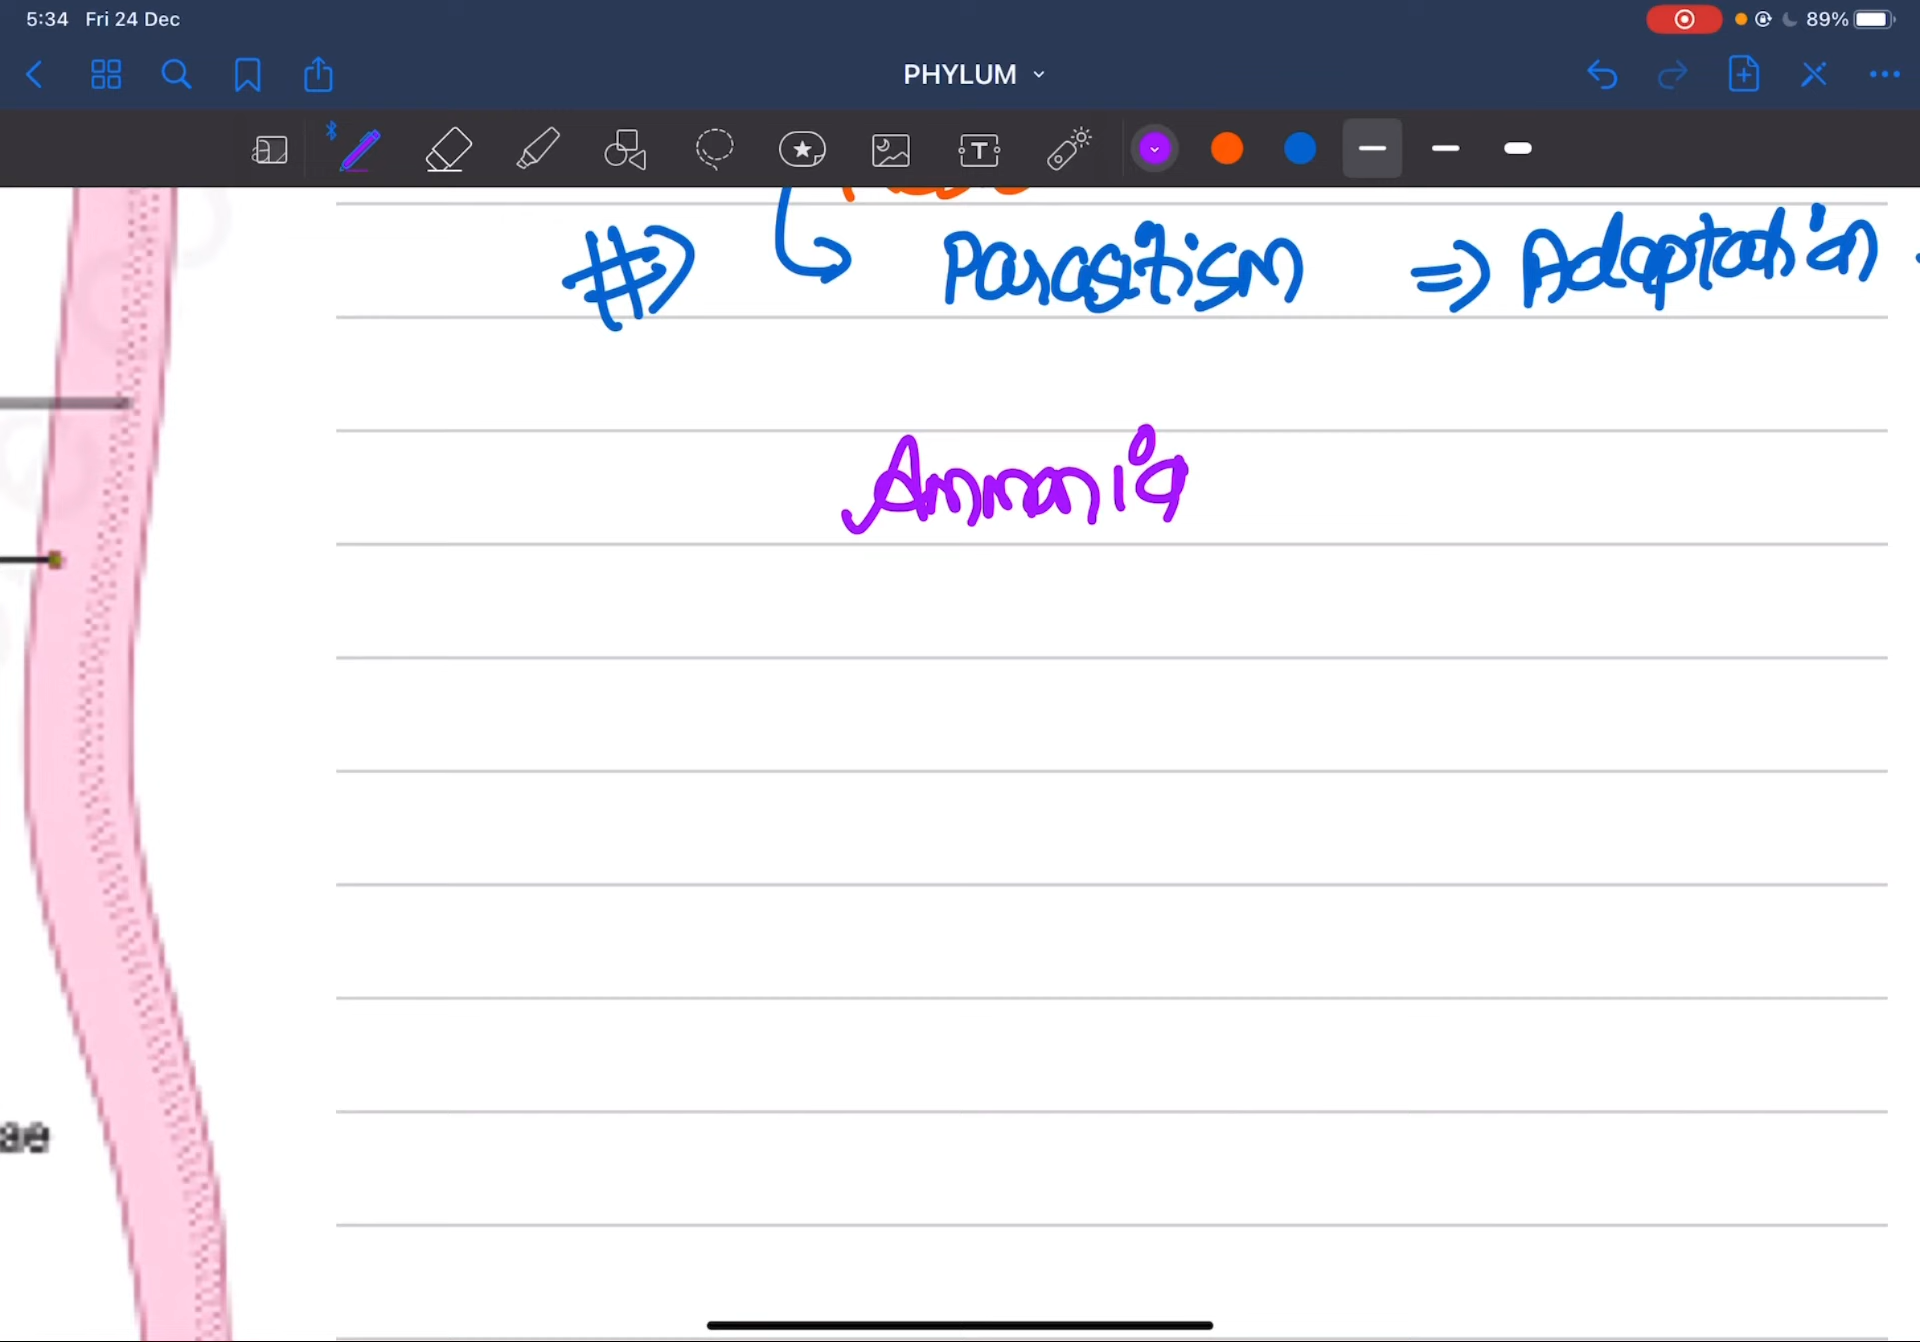 5:34 Fri 24 Dec 89%
PHYLUM
T
#) Parasitism => Adaptation
Ammonia
ae